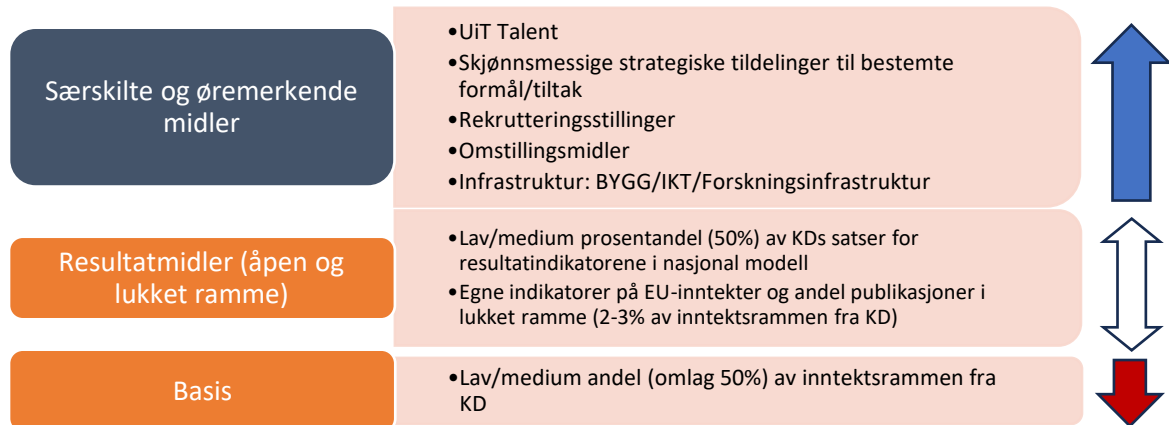 Særskilte og øremerkende
midler
•UiT Talent
•Skjønnsmessige strategiske tildelinger til bestemte
formål/tiltak
•Rekrutteringsstillinger
•Omstillingsmidler
•Infrastruktur: BYGG/IKT/Forskningsinfrastruktur
Resultatmidler (åpen og
lukket ramme)
•Lav/medium prosentandel (50%) av KDs satser for
resultatindikatorene i nasjonal modell
•Egne indikatorer på EU-inntekter og andel publikasjoner i
lukket ramme (2-3% av inntektsrammen fra KD)
Basis
•Lav/medium andel (omlag 50%) av inntektsrammen fra
KD